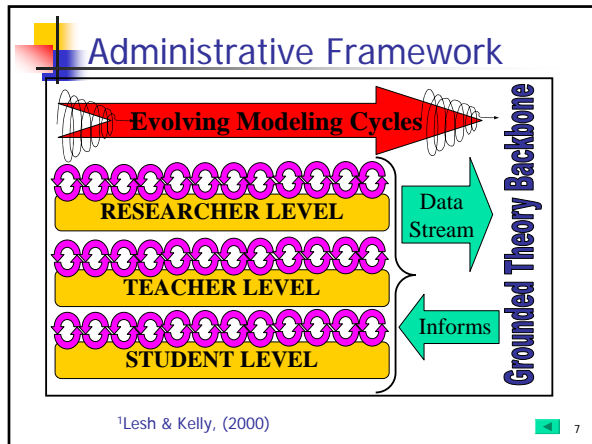 Administrative Framework
Evolving Modeling Cycles
RESEARCHER LEVEL
TEACHER LEVEL
STUDENT LEVEL
Data
Stream
Informs
Grounded Theory Backbone
1Lesh & Kelly, (2000)
7